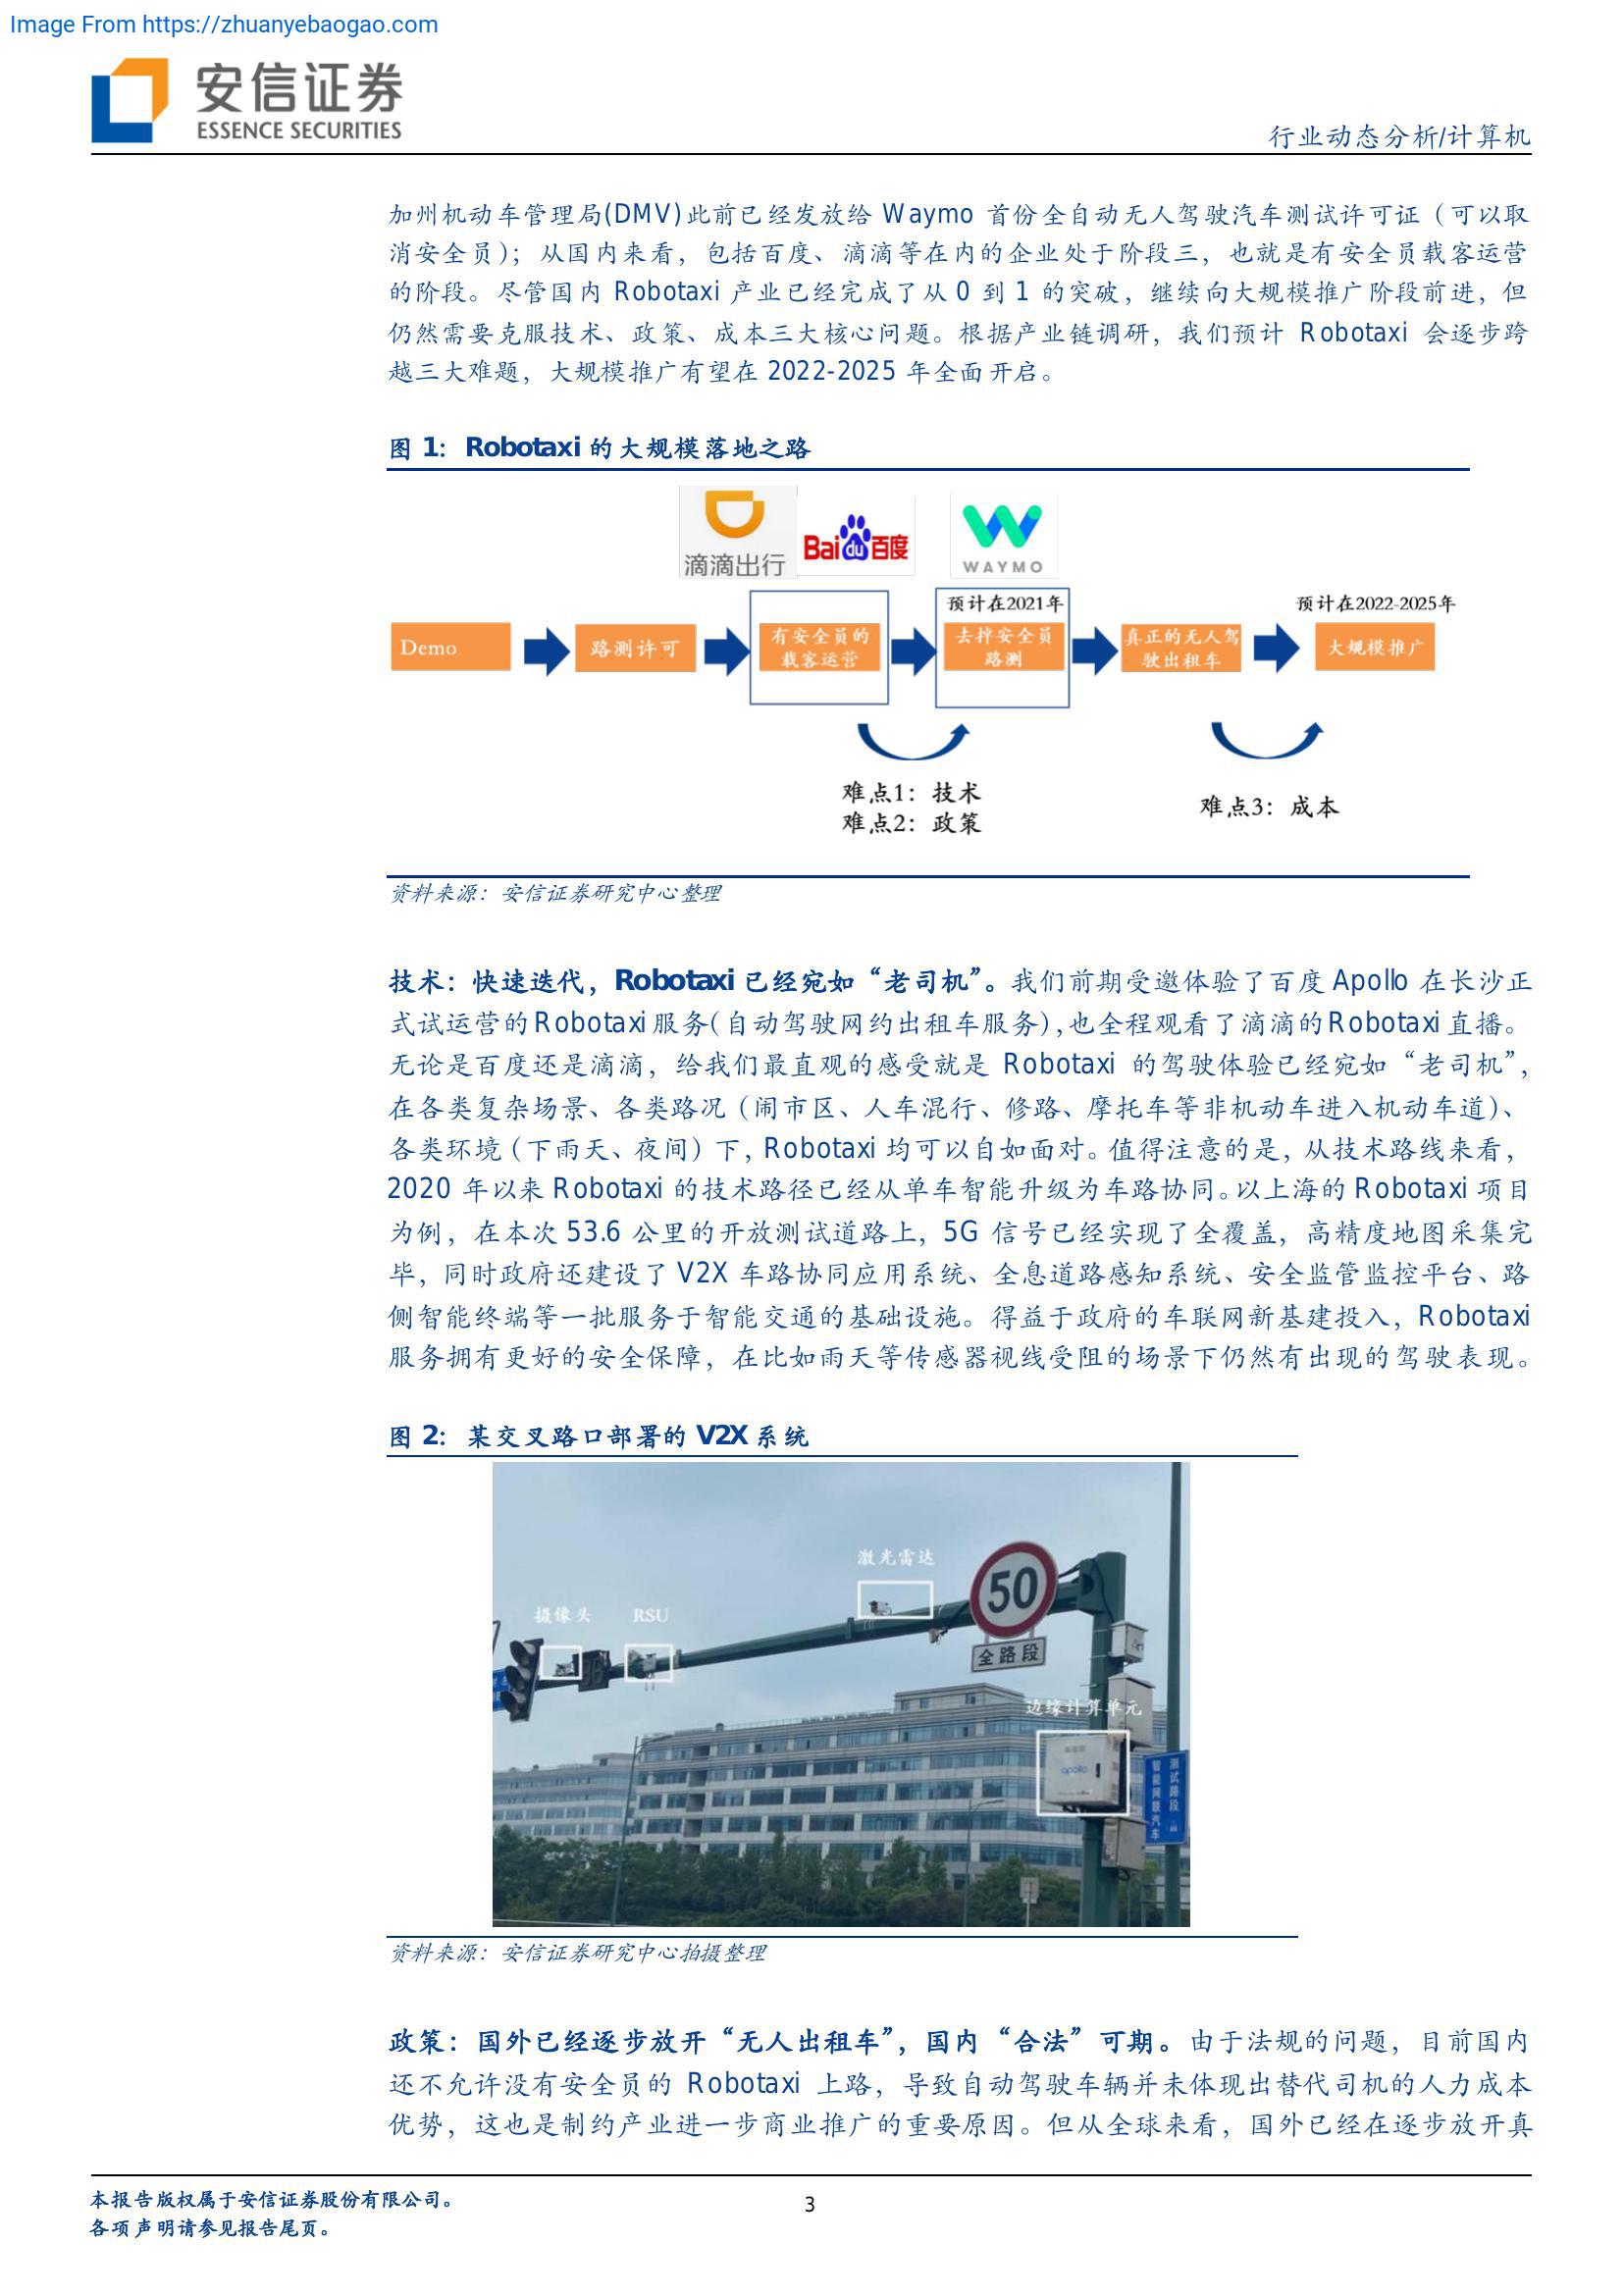 Image From https://zhuanyebaogao.com
安信证券
ESSENCE SECURITIES
行业动态分析/计算机
加州机动车管理局(DMV)此前已经发放给 Waymo 首份全自动无人驾驶汽车测试许可证（可以取
消安全员）；从国内来看，包括百度、滴滴等在内的企业处于阶段三，也就是有安全员载客运营
的阶段。尽管国内 Robotaxi 产业已经完成了从 0 到 1 的突破，继续向大规模推广阶段前进，但
仍然需要克服技术、政策、成本三大核心问题。根据产业链调研，我们预计 Robotaxi 会逐步跨
越三大难题，大规模推广有望在 2022-2025 年全面开启。
图 1：Robotaxi 的大规模落地之路
滴滴出行
Bai du 百度
WAYMO
预计在2021年
预计在2022-2025年
Demo
路测许可
有安全员的
载客运营
去掉安全员
路测
真正的无人驾
驶出租车
大规模推广
难点1：技术
难点2：政策
难点3：成本
资料来源：安信证券研究中心整理
技术：快速迭代，Robotaxi 已经宛如“老司机”。我们前期受邀体验了百度 Apollo 在长沙正
式试运营的 Robotaxi 服务(自动驾驶网约出租车服务)，也全程观看了滴滴的 Robotaxi 直播。
无论是百度还是滴滴，给我们最直观的感受就是 Robotaxi 的驾驶体验已经宛如“老司机”，
在各类复杂场景、各类路况（闹市区、人车混行、修路、摩托车等非机动车进入机动车道）、
各类环境（下雨天、夜间）下，Robotaxi 均可以自如面对。值得注意的是，从技术路线来看，
2020 年以来 Robotaxi 的技术路径已经从单车智能升级为车路协同。以上海的 Robotaxi 项目
为例，在本次 53.6 公里的开放测试道路上，5G 信号已经实现了全覆盖，高精度地图采集完
毕，同时政府还建设了 V2X 车路协同应用系统、全息道路感知系统、安全监管监控平台、路
侧智能终端等一批服务于智能交通的基础设施。得益于政府的车联网新基建投入，Robotaxi
服务拥有更好的安全保障，在比如雨天等传感器视线受阻的场景下仍然有出现的驾驶表现。
图 2：某交叉路口部署的 V2X 系统
激光雷达
摄像头
RSU
50
全路段
边缘计算单元
apollo
智能网联汽车
测试路段
资料来源：安信证券研究中心拍摄整理
政策：国外已经逐步放开“无人出租车”，国内“合法”可期。由于法规的问题，目前国内
还不允许没有安全员的 Robotaxi 上路，导致自动驾驶车辆并未体现出替代司机的人力成本
优势，这也是制约产业进一步商业推广的重要原因。但从全球来看，国外已经在逐步放开真
本报告版权属于安信证券股份有限公司。
各项声明请参见报告尾页。
3